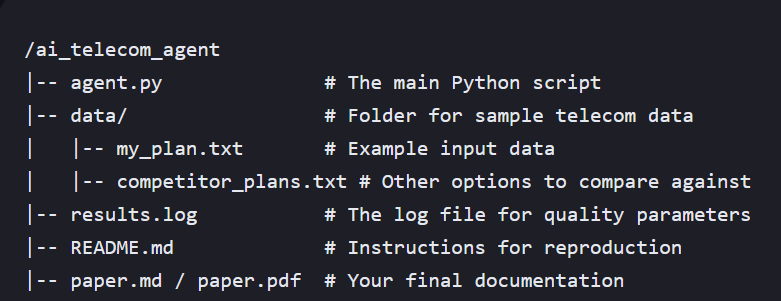 /ai_telecom_agent
|-- agent.py # The main Python script
|-- data/ # Folder for sample telecom data
| |-- my_plan.txt # Example input data
| |-- competitor_plans.txt # Other options to compare against
|-- results.log # The log file for quality parameters
|-- README.md # Instructions for reproduction
|-- paper.md / paper.pdf # Your final documentation